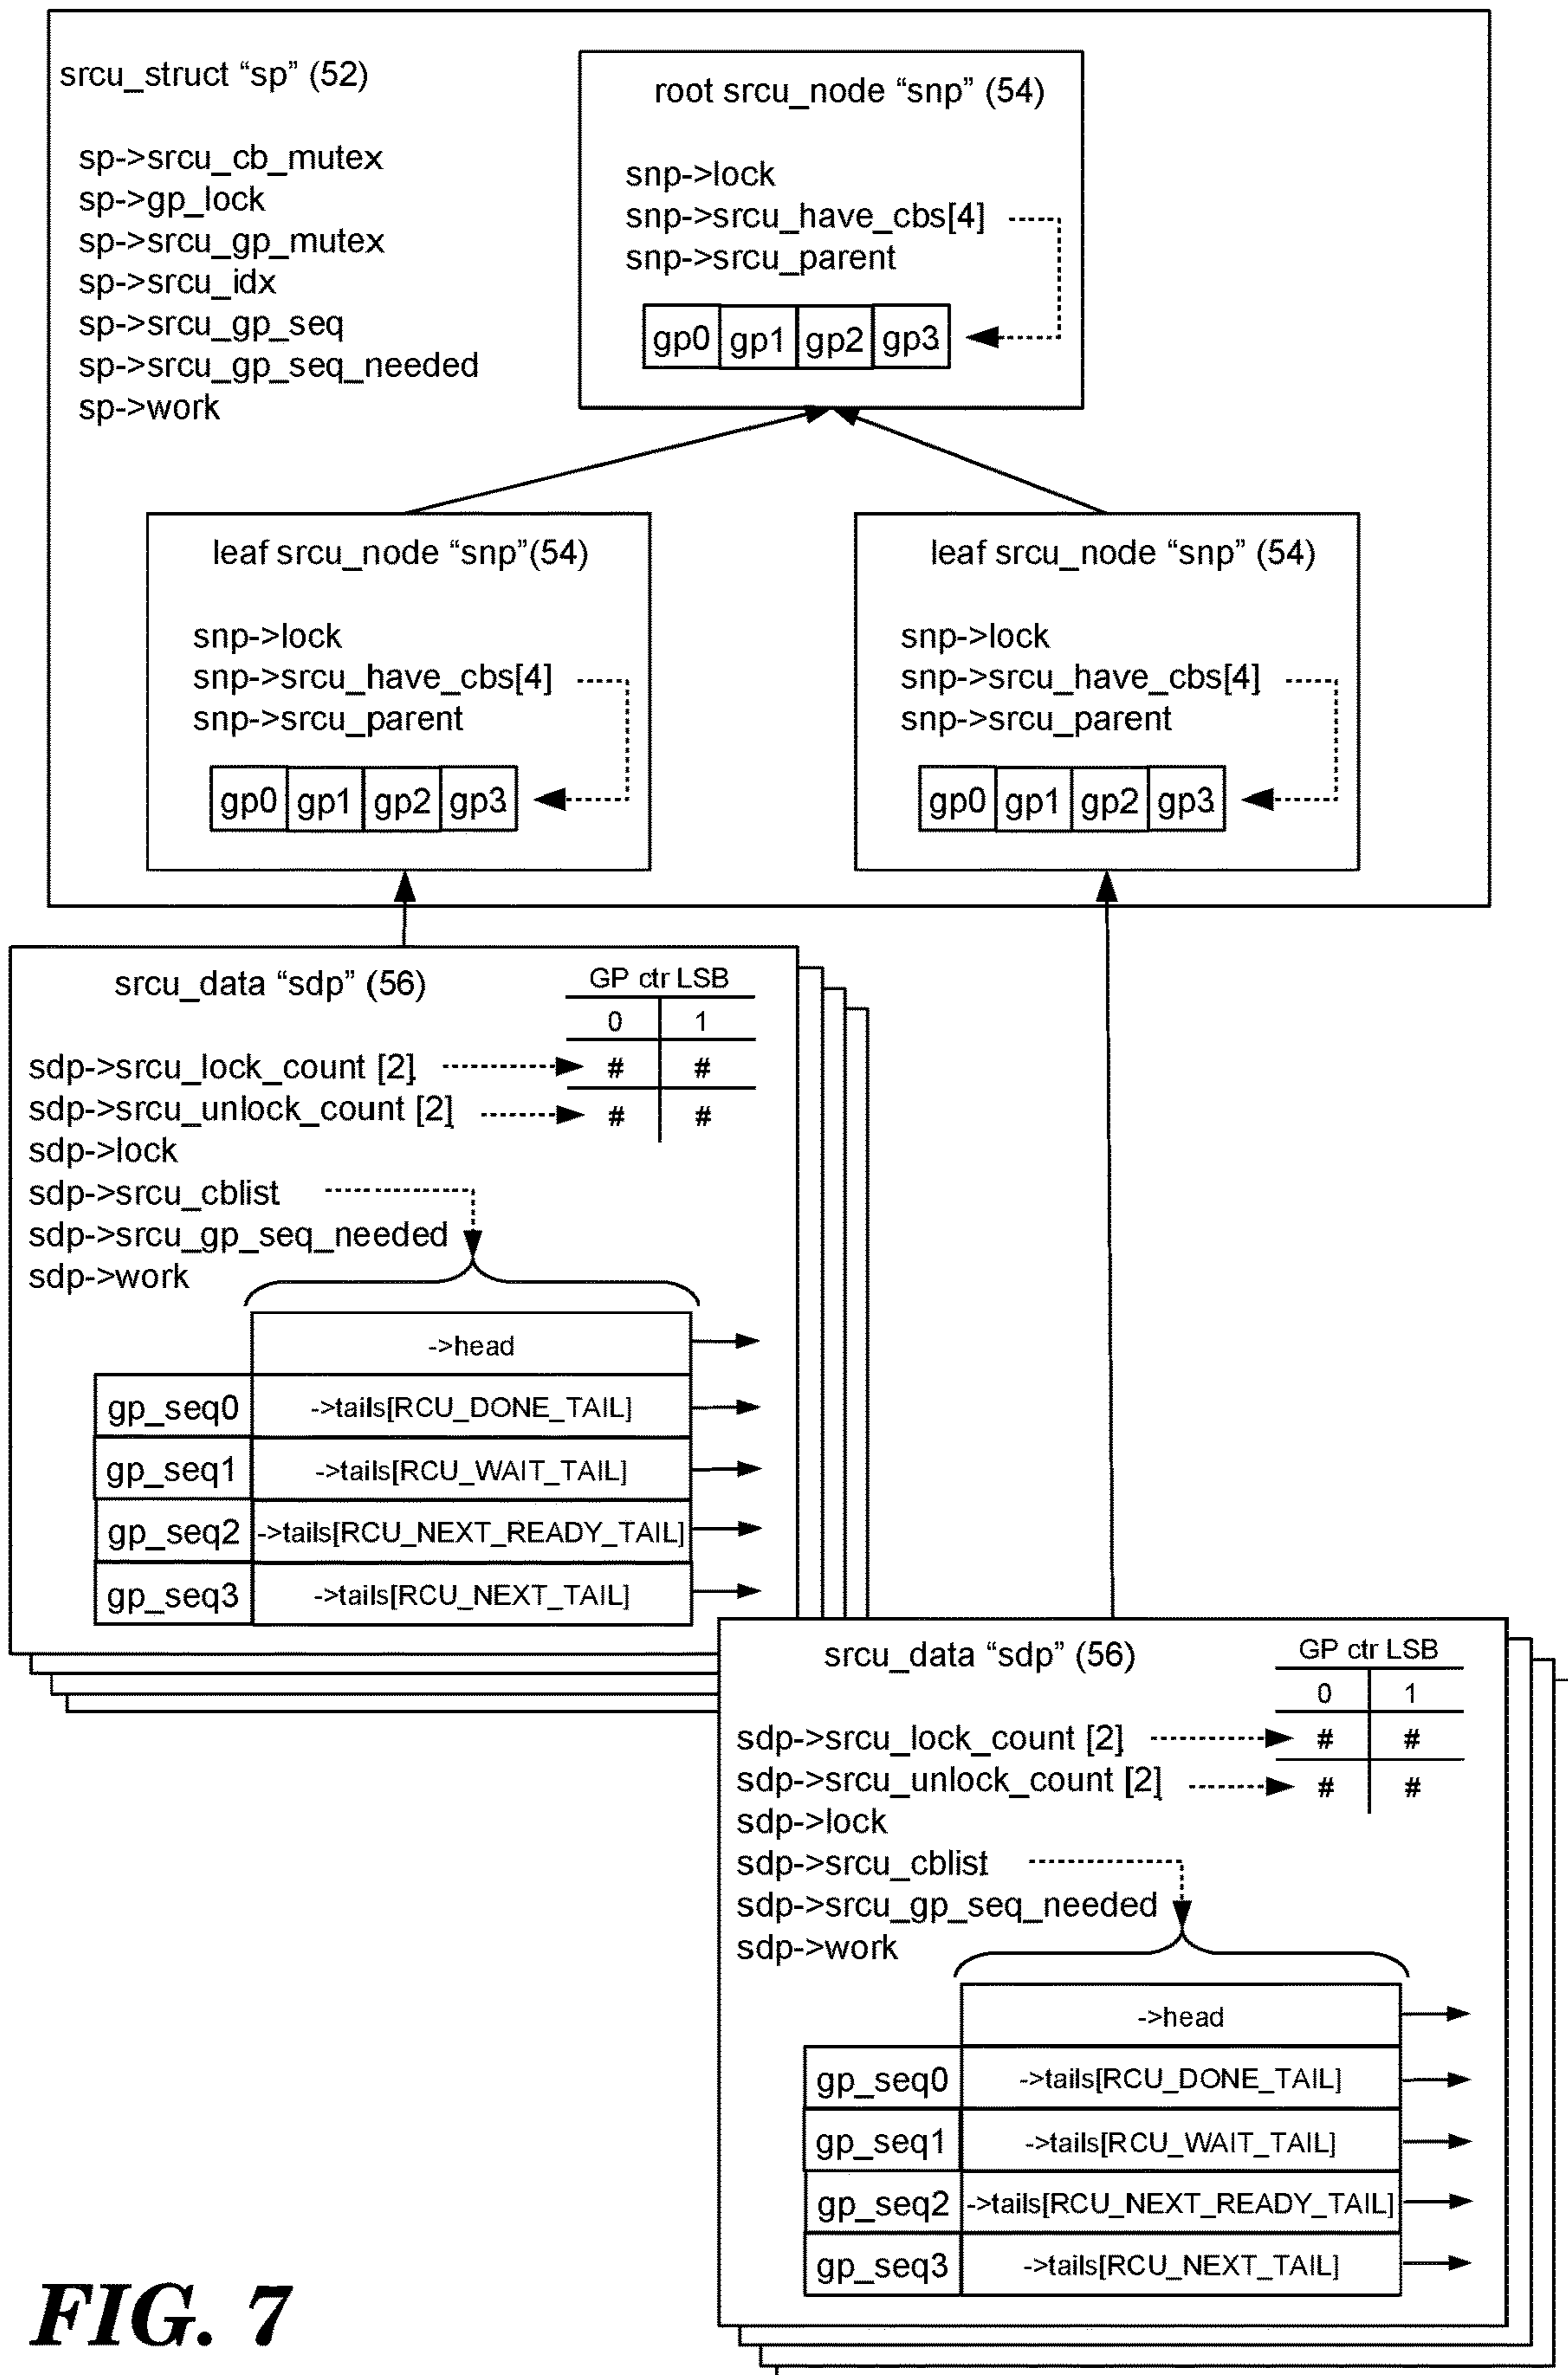 srcu_struct “sp” (52)
sp->srcu_cb_mutex
sp->gp_lock
sp->srcu_gp_mutex
sp->srcu_idx
sp->srcu_gp_seq
sp->srcu_gp_seq_needed
sp->work
root srcu_node “snp” (54)
snp->lock
snp->srcu_have_cbs[4]
snp->srcu_parent
gp0 gp1 gp2 gp3
leaf srcu_node “snp”(54)
snp->lock
snp->srcu_have_cbs[4]
snp->srcu_parent
gp0 gp1 gp2 gp3
leaf srcu_node “snp” (54)
snp->lock
snp->srcu_have_cbs[4]
snp->srcu_parent
gp0 gp1 gp2 gp3
srcu_data “sdp” (56)
GP ctr LSB
0 1
sdp->srcu_lock_count [2] # #
sdp->srcu_unlock_count [2] # #
sdp->lock
sdp->srcu_cblist
sdp->srcu_gp_seq_needed
sdp->work
->head
gp_seq0 ->tails[RCU_DONE_TAIL]
gp_seq1 ->tails[RCU_WAIT_TAIL]
gp_seq2 ->tails[RCU_NEXT_READY_TAIL]
gp_seq3 ->tails[RCU_NEXT_TAIL]
srcu_data “sdp” (56)
GP ctr LSB
0 1
sdp->srcu_lock_count [2] # #
sdp->srcu_unlock_count [2] # #
sdp->lock
sdp->srcu_cblist
sdp->srcu_gp_seq_needed
sdp->work
->head
gp_seq0 ->tails[RCU_DONE_TAIL]
gp_seq1 ->tails[RCU_WAIT_TAIL]
gp_seq2 ->tails[RCU_NEXT_READY_TAIL]
gp_seq3 ->tails[RCU_NEXT_TAIL]
FIG. 7